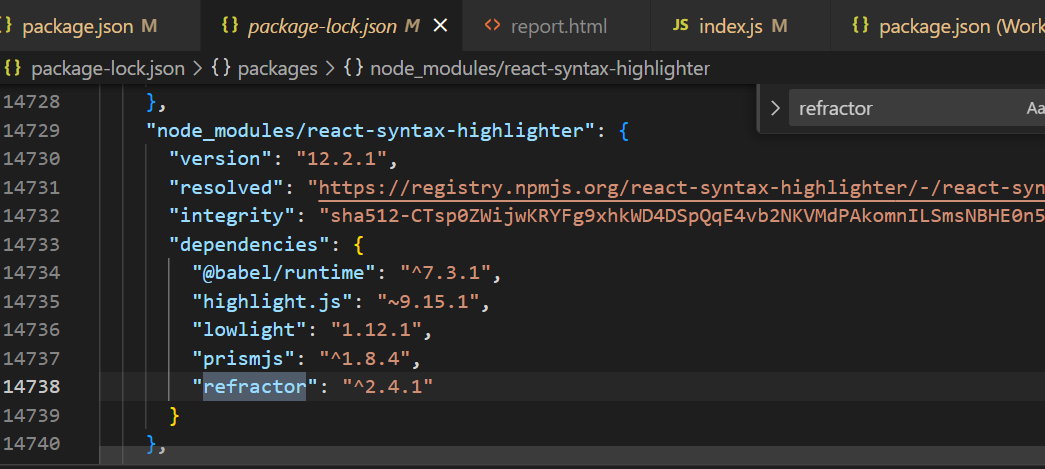 {} package.json M {} package-lock.json M × <> report.html JS index.js M {} package.json (Work
{} package-lock.json > {} packages > {} node_modules/react-syntax-highlighter
> refractor Aa
14728 },
14729 "node_modules/react-syntax-highlighter": {
14730 "version": "12.2.1",
14731 "resolved": "https://registry.npmjs.org/react-syntax-highlighter/-/react-syn
14732 "integrity": "sha512-CTsp0ZWijwKRYFg9xhkWD4DSpQqE4vb2NKVMdPAkomnILSmsNBHE0n5
14733 "dependencies": {
14734 "@babel/runtime": "^7.3.1",
14735 "highlight.js": "~9.15.1",
14736 "lowlight": "1.12.1",
14737 "prismjs": "^1.8.4",
14738 "refractor": "^2.4.1"
14739 }
14740 },